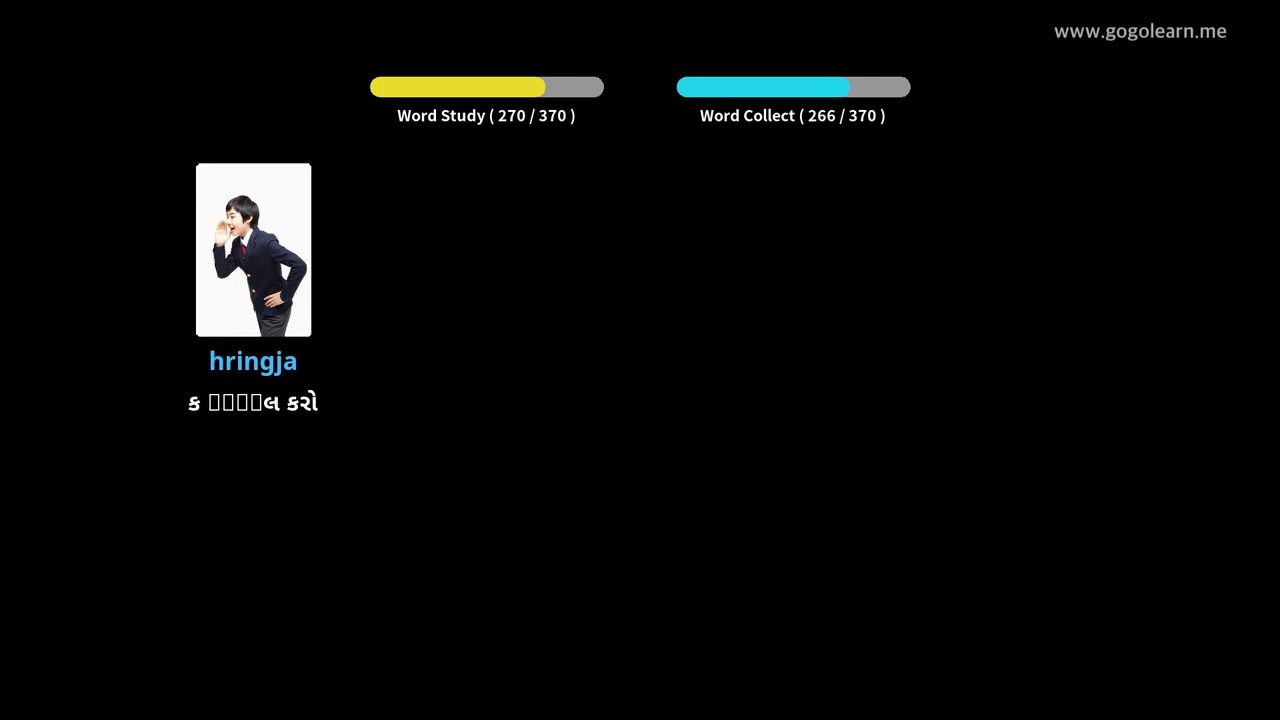 www.gogolearn.me
Word Study ( 270 / 370 )
Word Collect ( 266 / 370 )
hringja
ક કરો